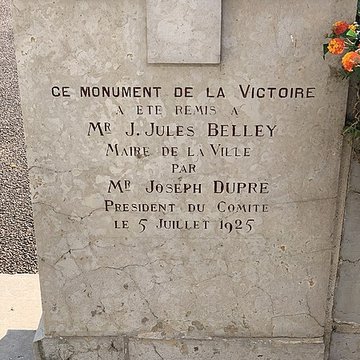 CE MONUMENT DE LA VICTOIRE
A ETE REMIS A
MR J. JULES BELLEY
MAIRE DE LA VILLE
PAR
MR JOSEPH DUPRE
PRESIDENT DU COMITE
LE 5 JUILLET 1925